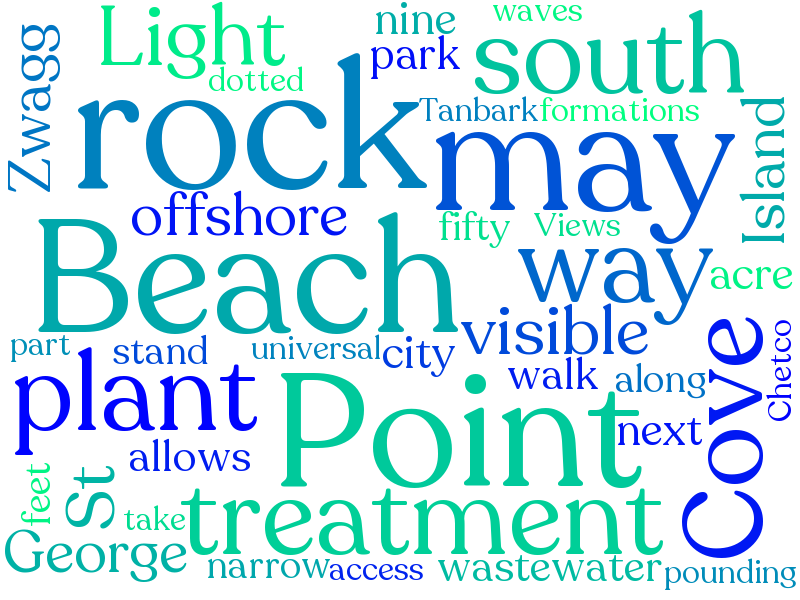 waves
nine
Light
park
south
dotted
Zwagg
rock
Tanbark
formations
may
Island
offshore
fifty
Views
Beach
way
acre
visible
part
stand
universal
city
plant
walk
along
Chetco
Cove
Point
next
allows
feet
St
take
treatment
George
narrow
access
wastewater
pounding